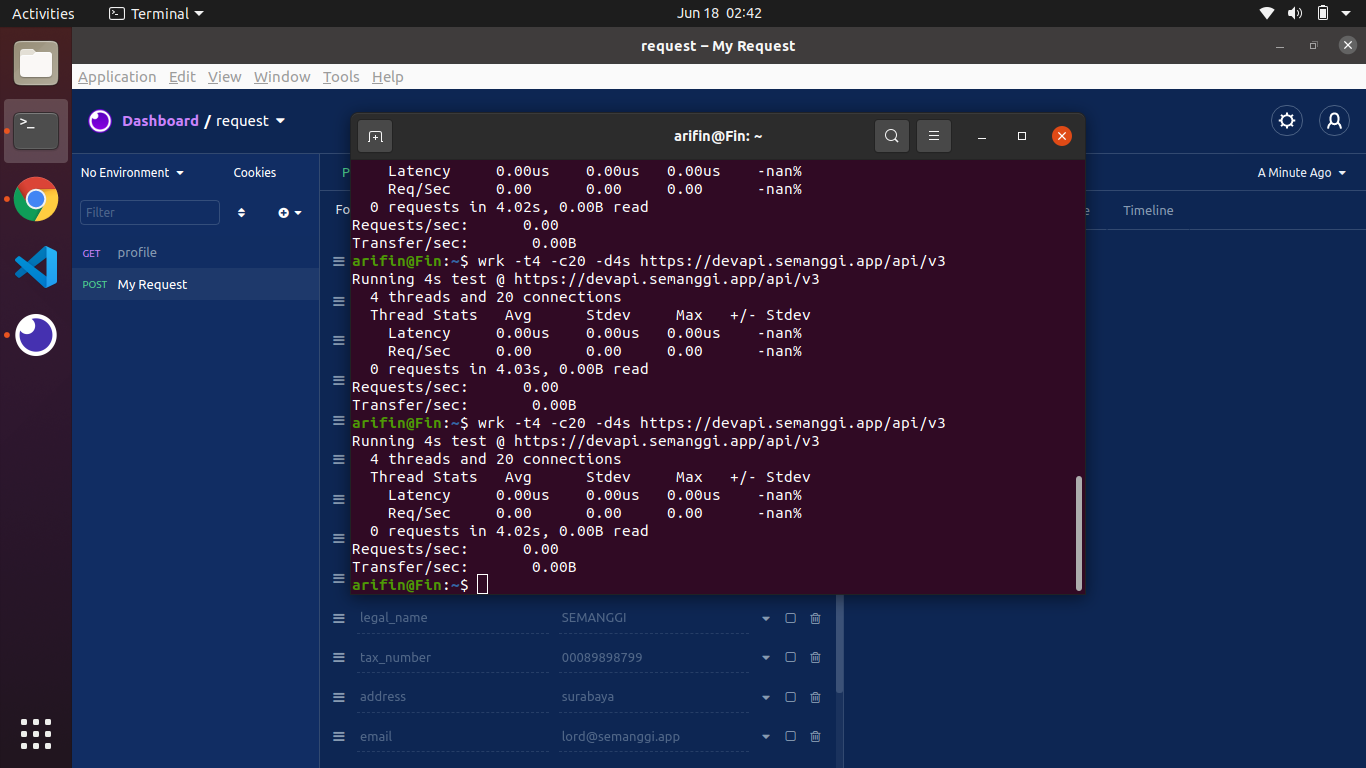 Activities
Terminal
Jun 18 02:42
request – My Request
Application Edit View Window Tools Help
Dashboard / request
arifin@Fin: ~
No Environment
Cookies
A Minute Ago
Filter
Fo
Timeline
GET profile
POST My Request
Latency 0.00us 0.00us 0.00us -nan%
Req/Sec 0.00 0.00 0.00 -nan%
0 requests in 4.02s, 0.00B read
Requests/sec: 0.00
Transfer/sec: 0.00B
arifin@Fin:~$ wrk -t4 -c20 -d4s https://devapi.semanggi.app/api/v3
Running 4s test @ https://devapi.semanggi.app/api/v3
4 threads and 20 connections
Thread Stats Avg Stdev Max +/- Stdev
Latency 0.00us 0.00us 0.00us -nan%
Req/Sec 0.00 0.00 0.00 -nan%
0 requests in 4.03s, 0.00B read
Requests/sec: 0.00
Transfer/sec: 0.00B
arifin@Fin:~$ wrk -t4 -c20 -d4s https://devapi.semanggi.app/api/v3
Running 4s test @ https://devapi.semanggi.app/api/v3
4 threads and 20 connections
Thread Stats Avg Stdev Max +/- Stdev
Latency 0.00us 0.00us 0.00us -nan%
Req/Sec 0.00 0.00 0.00 -nan%
0 requests in 4.02s, 0.00B read
Requests/sec: 0.00
Transfer/sec: 0.00B
arifin@Fin:~$
legal_name SEMANGGI
tax_number 00089898799
address surabaya
email lord@semanggi.app